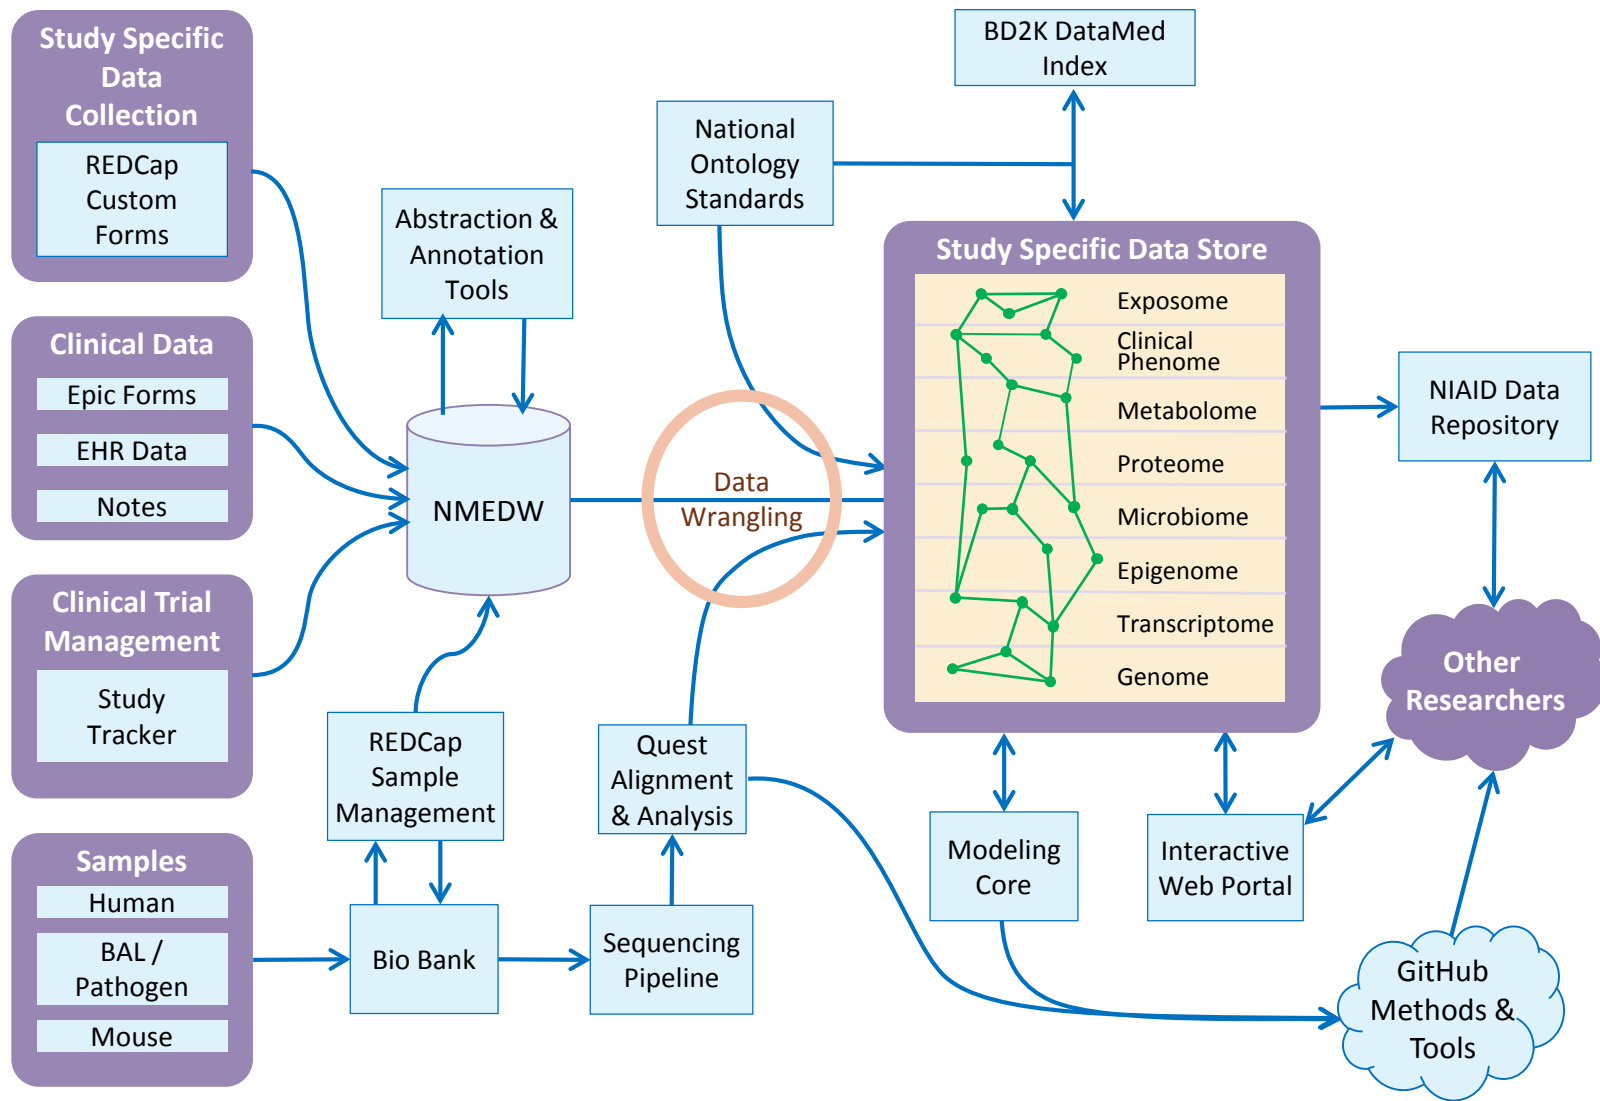 Study Specific
Data
Collection
REDCap
Custom
Forms
Clinical Data
Epic Forms
EHR Data
Notes
Clinical Trial
Management
Study
Tracker
Samples
Human
BAL /
Pathogen
Mouse
Abstraction &
Annotation
Tools
NMEDW
REDCap
Sample
Management
Bio Bank
Sequencing
Pipeline
Quest
Alignment
& Analysis
Data
Wrangling
National
Ontology
Standards
BD2K DataMed
Index
Study Specific Data Store
Exposome
Clinical
Phenome
Metabolome
Proteome
Microbiome
Epigenome
Transcriptome
Genome
Modeling
Core
Interactive
Web Portal
NIAID Data
Repository
Other
Researchers
GitHub
Methods &
Tools